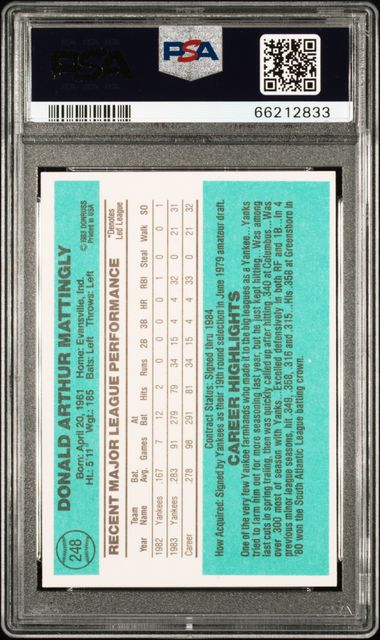 PSA
66212833
248
DONALD ARTHUR MATTINGLY
Born: April 20, 1961 Home: Evansville, Ind.
Ht: 5'11" Wgt: 185 Bats: Left Throws: Left
© 1983 DONRUSS
Printed in USA
RECENT MAJOR LEAGUE PERFORMANCE
*Denotes
Led League
Year Team Name Bat. Avg. Games At Bat Hits Runs 2B 3B HR RBI Steal Walk SO
1982 Yankees .167 7 12 2 0 0 0 0 1 0 0 1
1983 Yankees .283 91 279 79 34 15 4 4 32 0 21 31
Career .278 98 291 81 34 15 4 4 33 0 21 32
Contract Status: Signed thru 1984
How Acquired: Signed by Yankees as their 19th round selection in June 1979 amateur draft.
CAREER HIGHLIGHTS
One of the very few Yankee farmhands who made it to the big leagues as a Yankee...Yanks
tried to farm him out for more seasoning last year, but he just kept hitting...Was among
last cuts in spring training, then was quickly called up after hitting .340 at Columbus...Was
over .300 most of season with Yanks...Excelled defensively in both RF and 1B...In 4
previous minor league seasons, hit .349, .358, .316 and .315...His .358 at Greensboro in
'80 won the South Atlantic League batting crown.